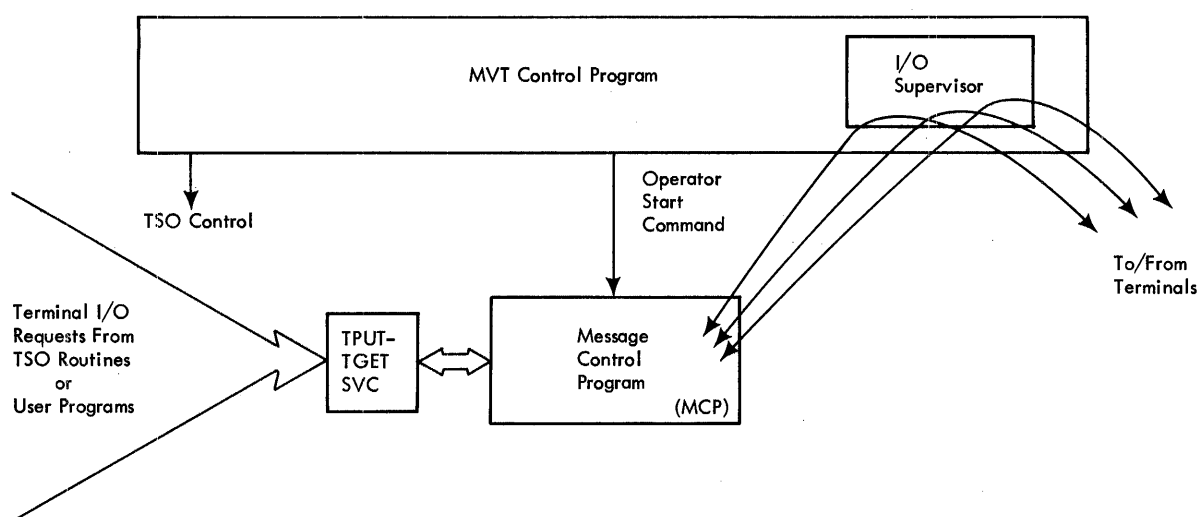 MVT Control Program
I/O
Supervisor
TSO Control
Operator
Start
Command
To/From
Terminals
Terminal I/O
Requests From
TSO Routines
or
User Programs
TPUT-
TGET
SVC
Message
Control
Program
(MCP)